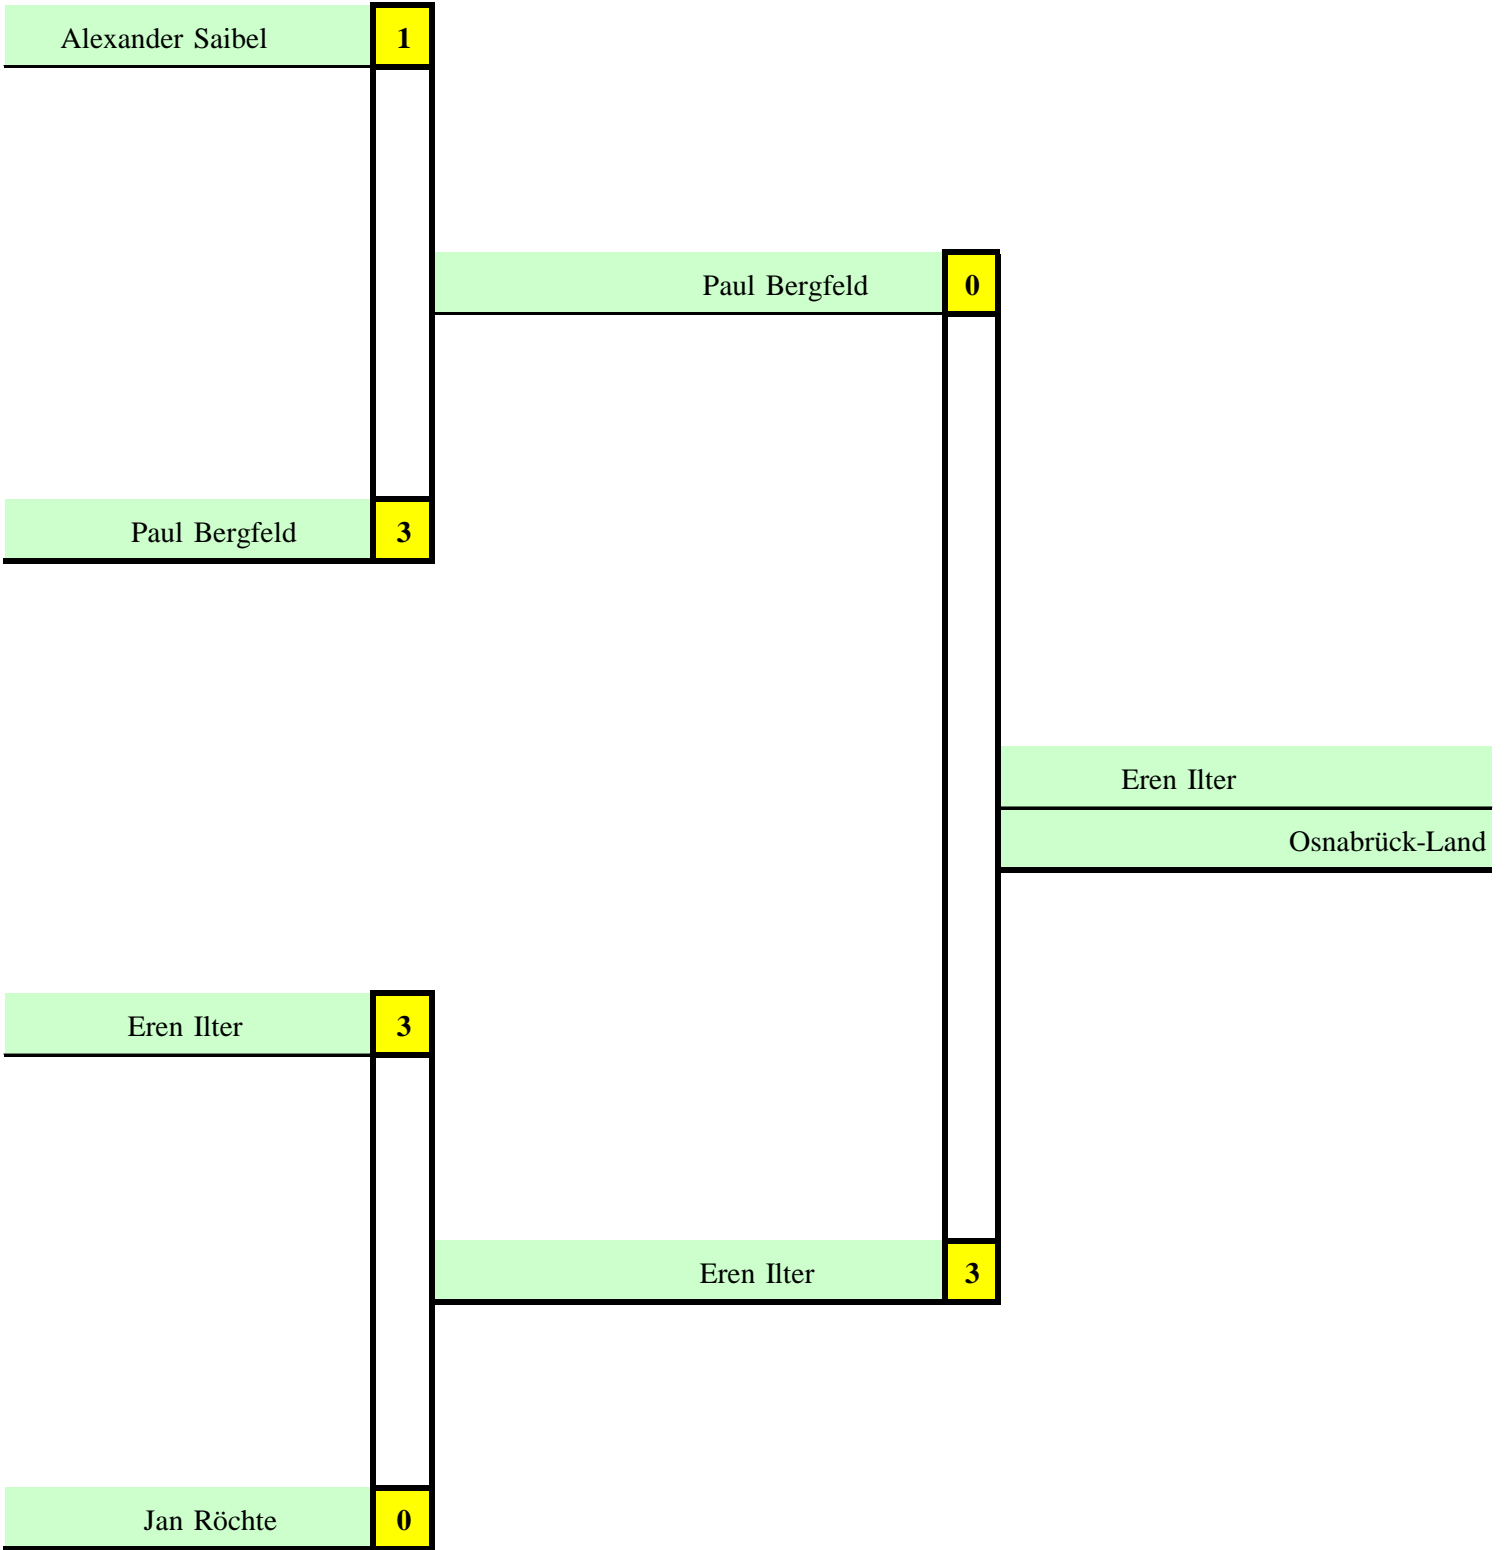 Alexander Saibel 1
Paul Bergfeld 0
Paul Bergfeld 3
Eren Ilter
Osnabrück-Land
Eren Ilter 3
Eren Ilter 3
Jan Röchte 0